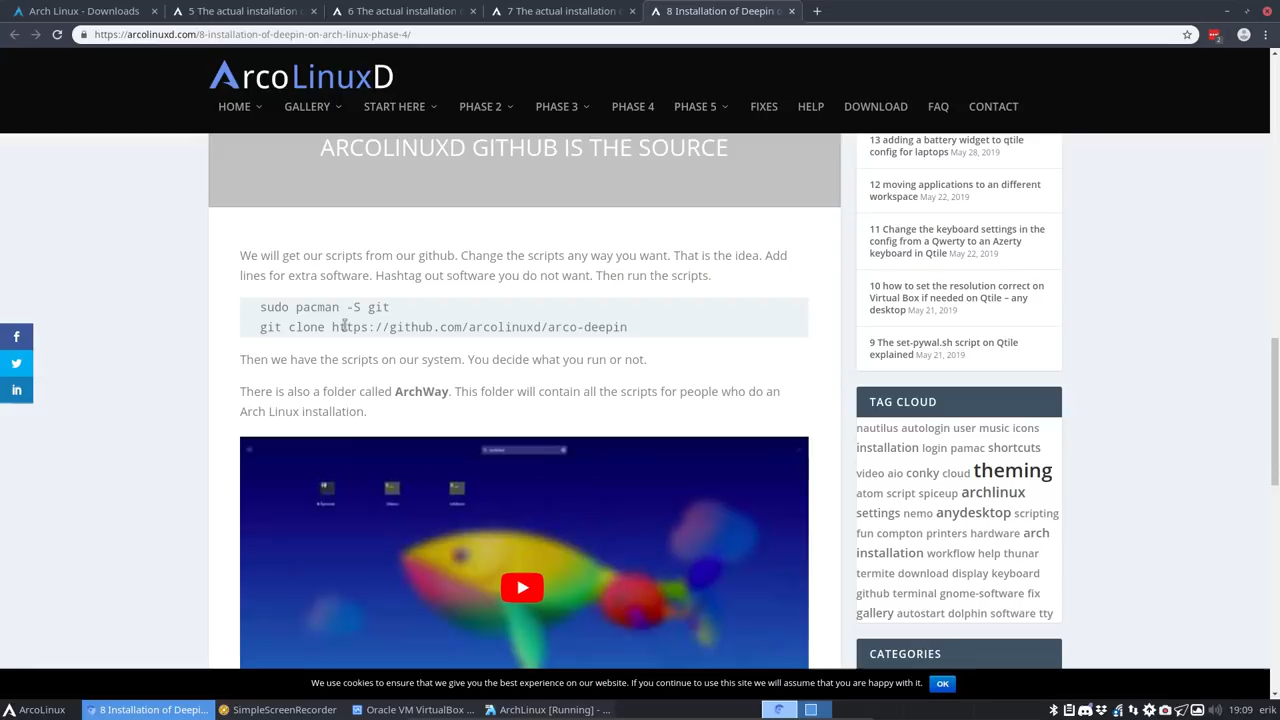 Arch Linux - Downloads
5 The actual installation
6 The actual installation o
7 The actual installation o
8 Installation of Deepin o
https://arcolinuxd.com/8-installation-of-deepin-on-arch-linux-phase-4/
2
ArcoLinuxD
HOME
GALLERY
START HERE
PHASE 2
PHASE 3
PHASE 4
PHASE 5
FIXES
HELP
DOWNLOAD
FAQ
CONTACT
ARCOLINUXD GITHUB IS THE SOURCE
We will get our scripts from our github. Change the scripts any way you want. That is the idea. Add
lines for extra software. Hashtag out software you do not want. Then run the scripts.
sudo pacman -S git
git clone https://github.com/arcolinuxd/arco-deepin
Then we have the scripts on our system. You decide what you run or not.
There is also a folder called ArchWay. This folder will contain all the scripts for people who do an
Arch Linux installation.
13 adding a battery widget to qtile
config for laptops May 28, 2019
12 moving applications to an different
workspace May 22, 2019
11 Change the keyboard settings in the
config from a Qwerty to an Azerty
keyboard in Qtile May 22, 2019
10 how to set the resolution correct on
Virtual Box if needed on Qtile – any
desktop May 21, 2019
9 The set-pywal.sh script on Qtile
explained May 21, 2019
TAG CLOUD
nautilus autologin user music icons
installation login pamac shortcuts
video aio conky cloud theming
atom script spiceup archlinux
settings nemo anydesktop scripting
fun compton printers hardware arch
installation workflow help thunar
termite download display keyboard
github terminal gnome-software fix
gallery autostart dolphin software tty
CATEGORIES
We use cookies to ensure that we give you the best experience on our website. If you continue to use this site we will assume that you are happy with it.
OK
ArcoLinux
8 Installation of Deepi...
SimpleScreenRecorder
Oracle VM VirtualBox ...
ArchLinux [Running] - ...
19:09
erik